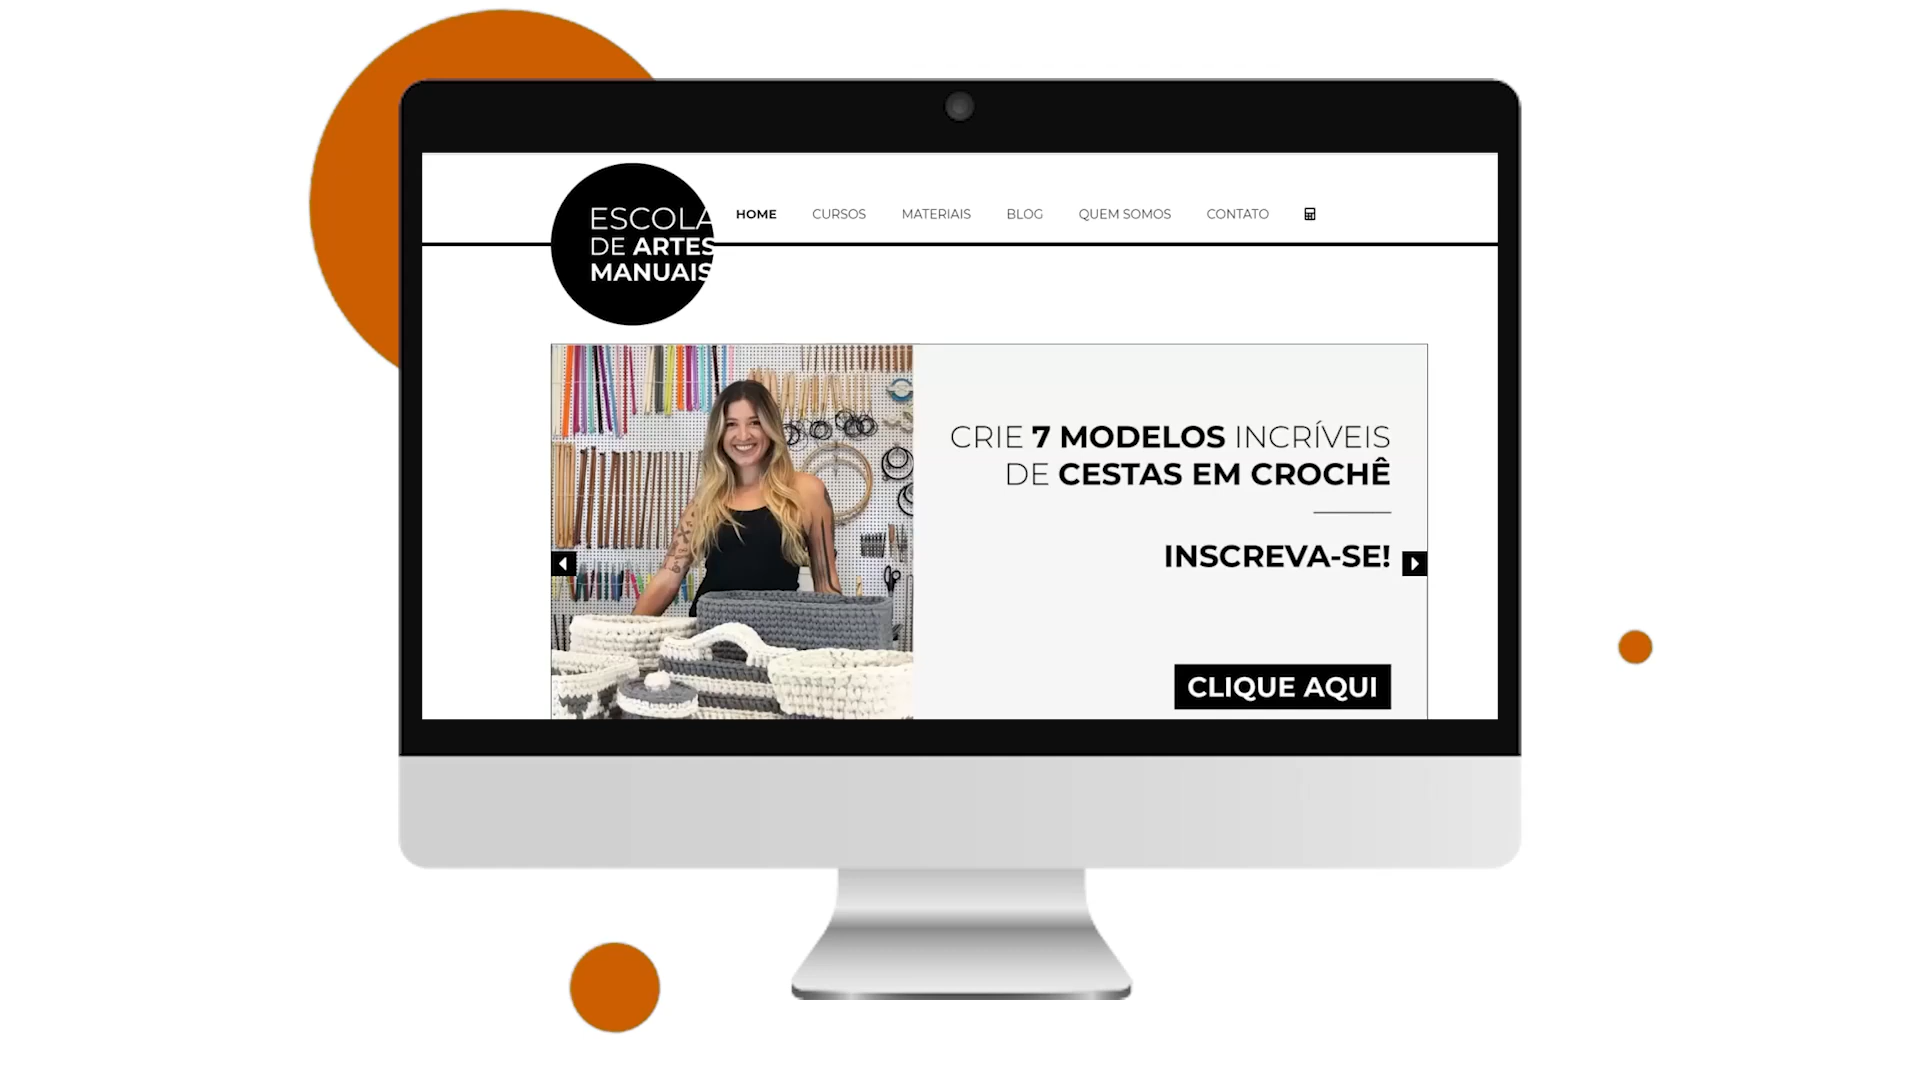 ESCOLA
DE ARTES
MANUAIS
HOME CURSOS MATERIAIS BLOG QUEM SOMOS CONTATO
CRIE 7 MODELOS INCRÍVEIS
DE CESTAS EM CROCHÊ
INSCREVA-SE!
CLIQUE AQUI